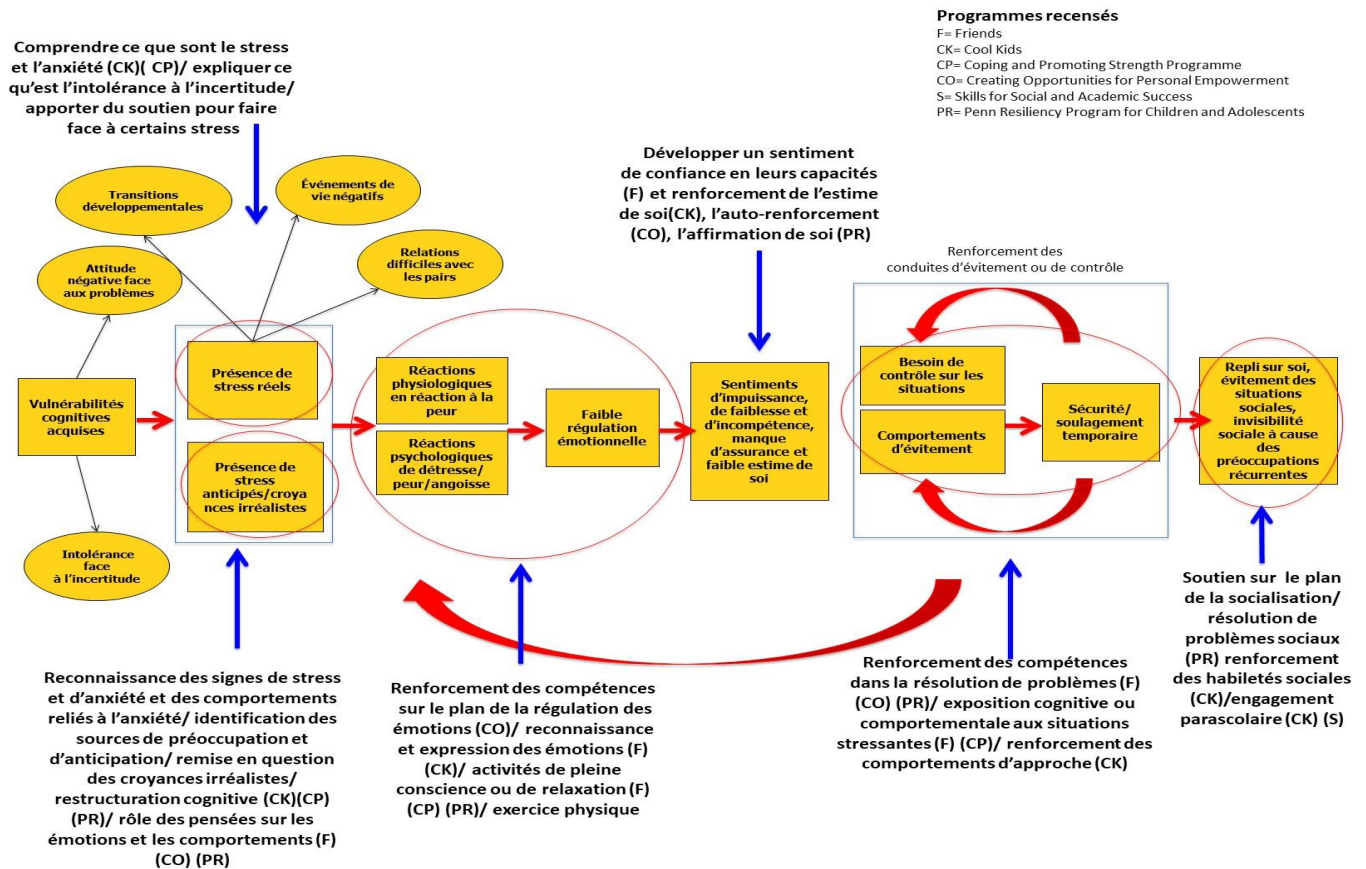 Programmes recensés
F= Friends
CK= Cool Kids
CP= Coping and Promoting Strength Programme
CO= Creating Opportunities for Personal Empowerment
S= Skills for Social and Academic Success
PR= Penn Resiliency Program for Children and Adolescents
Comprendre ce que sont le stress
et l'anxiété (CK)( CP)/ expliquer ce
qu'est l'intolérance à l'incertitude/
apporter du soutien pour faire
face à certains stress
Développer un sentiment
de confiance en leurs capacités
(F) et renforcement de l'estime
de soi(CK), l'auto-renforcement
(CO), l'affirmation de soi (PR)
Transitions
développementales
Événements de
vie négatifs
Attitude
négative face
aux problèmes
Relations
difficiles avec
les pairs
Renforcement des
conduites d'évitement ou de contrôle
Vulnérabilités
cognitives
acquises
Présence de
stress réels
Présence de
stress
anticipés/croya
nces irréalistes
Intolérance
face
à l'incertitude
Réactions
physiologiques
en réaction à la
peur
Réactions
psychologiques
de détresse/
peur/angoisse
Faible
régulation
émotionnelle
Sentiments
d'impuissance,
de faiblesse et
d'incompétence,
manque
d'assurance et
faible estime de
soi
Besoin de
contrôle sur les
situations
Comportements
d'évitement
Sécurité/
soulagement
temporaire
Repli sur soi,
évitement des
situations
sociales,
invisibilité
sociale à cause
des
préoccupations
récurrentes
Reconnaissance des signes de stress
et d'anxiété et des comportements
reliés à l'anxiété/ identification des
sources de préoccupation et
d'anticipation/ remise en question
des croyances irréalistes/
restructuration cognitive (CK)(CP)
(PR)/ rôle des pensées sur les
émotions et les comportements (F)
(CO) (PR)
Renforcement des compétences
sur le plan de la régulation des
émotions (CO)/ reconnaissance
et expression des émotions (F)
(CK)/ activités de pleine
conscience ou de relaxation (F)
(CP) (PR)/ exercice physique
Renforcement des compétences
dans la résolution de problèmes (F)
(CO) (PR)/ exposition cognitive ou
comportementale aux situations
stressantes (F) (CP)/ renforcement des
comportements d'approche (CK)
Soutien sur le plan
de la socialisation/
résolution de
problèmes sociaux
(PR) renforcement
des habiletés sociales
(CK)/engagement
parascolaire (CK) (S)